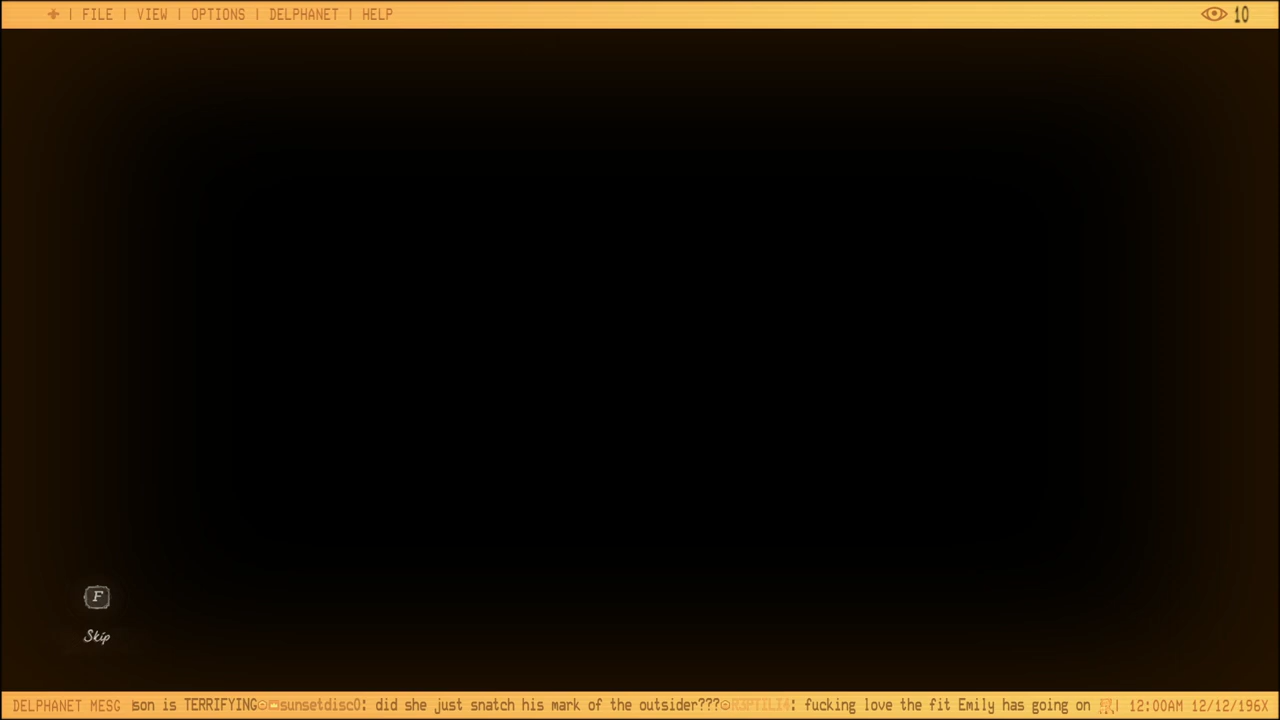 FILE | VIEW | OPTIONS | DELPHANET | HELP
10
F
Skip
DELPHANET MESG son is TERRIFYING sunsetdisc0: did she just snatch his mark of the outsider??? R3PTILI4: fucking love the fit Emily has going on | 12:00AM 12/12/196X